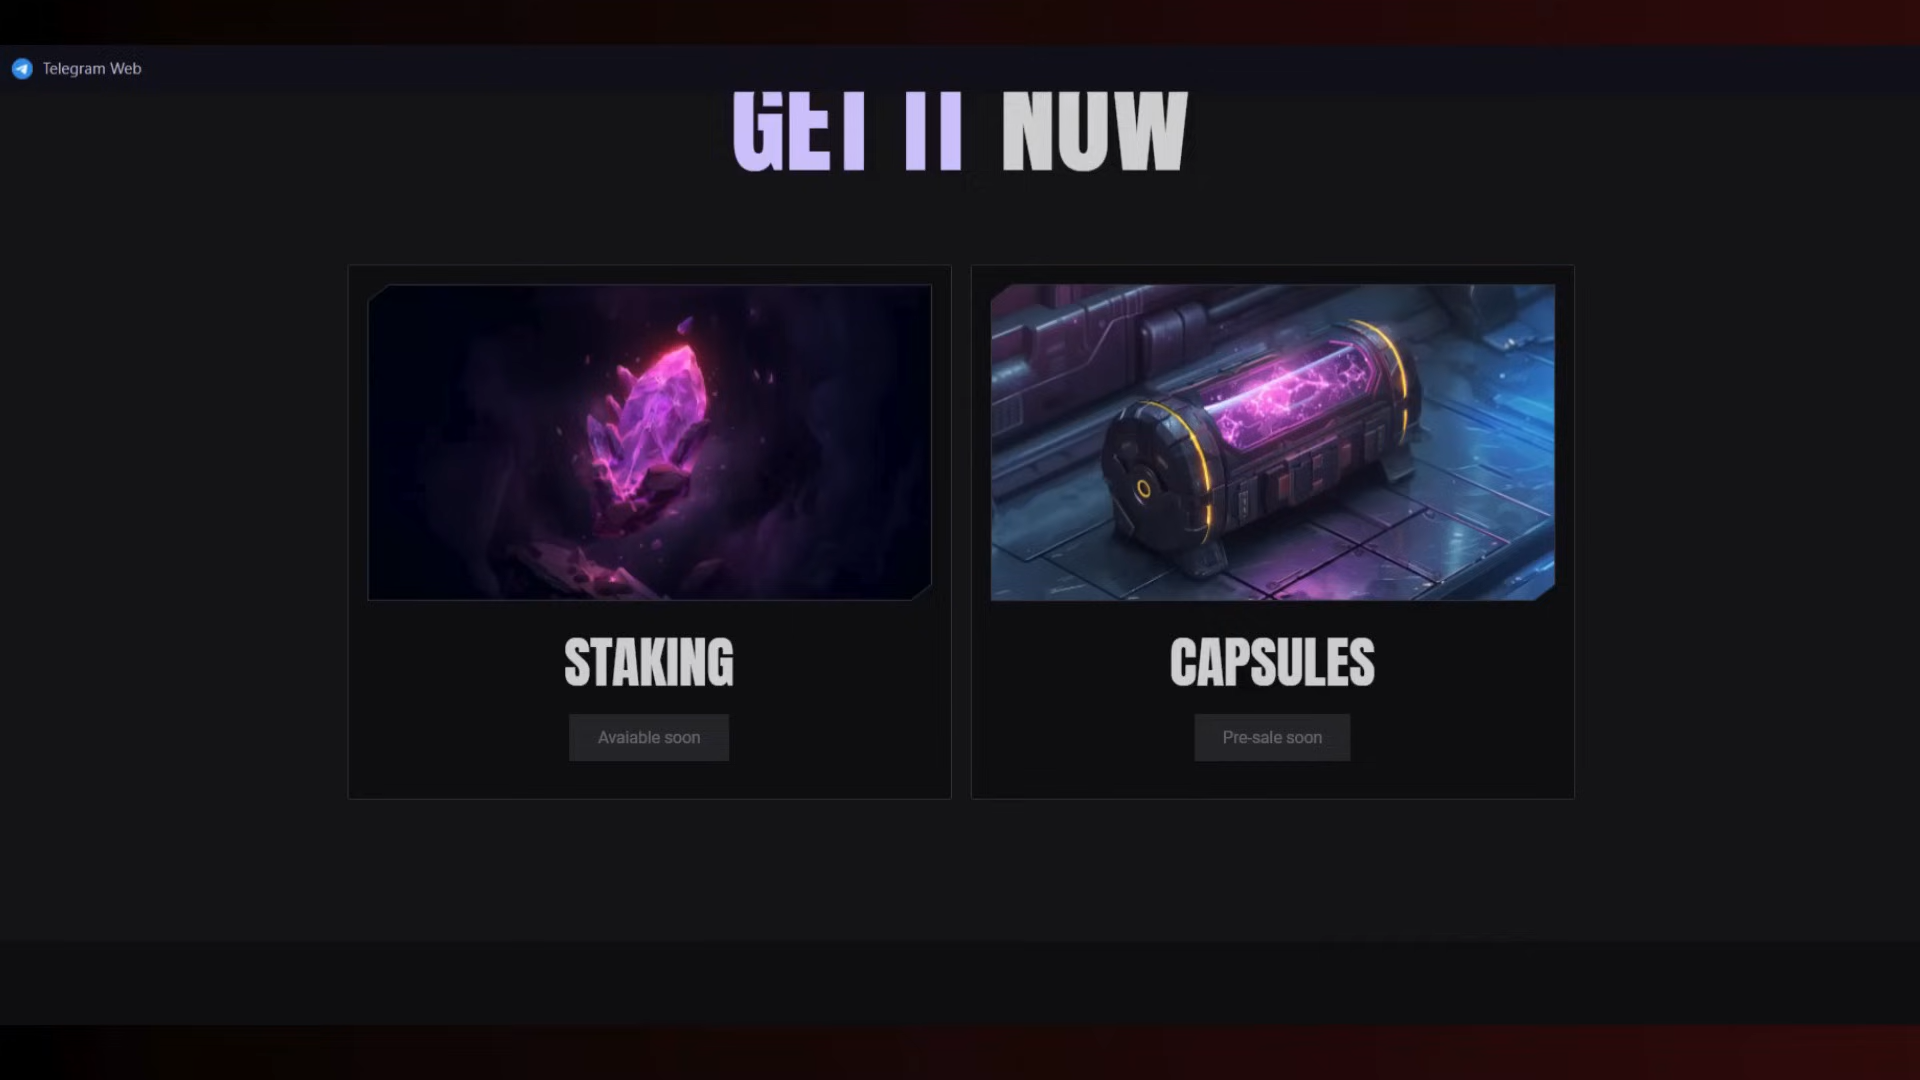 Telegram Web
GET IT NOW
STAKING
CAPSULES
Avaiable soon
Pre-sale soon